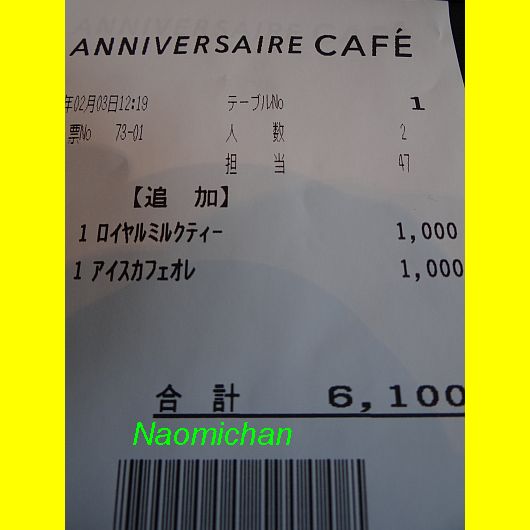 ANNIVERSAIRE CAFÉ
年02月03日12:19 テーブルNo 1
票No 73-01 人 数 2
担 当 47
【追 加】
1 ロイヤルミルクティー 1,000
1 アイスカフェオレ 1,000
合 計 6,100
Naomichan